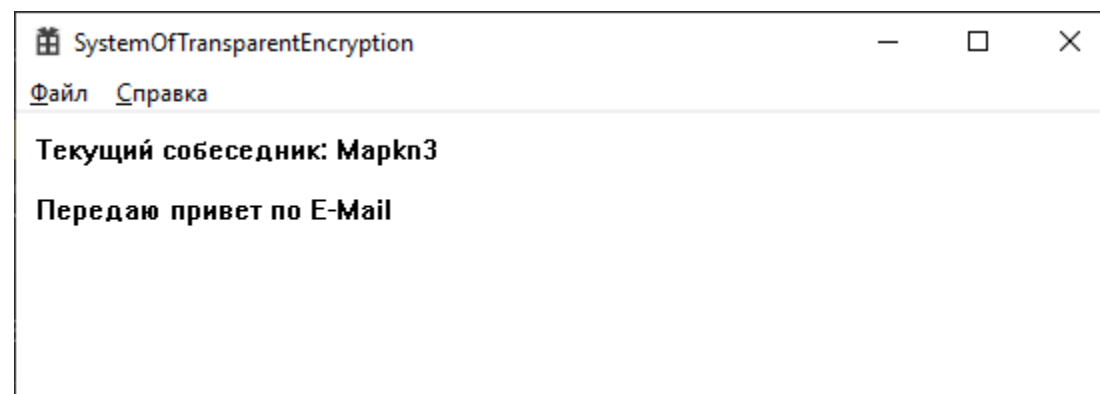 SystemOfTransparentEncryption
Файл Справка
Текущий собеседник: Mapkn3
Передаю привет по E-Mail